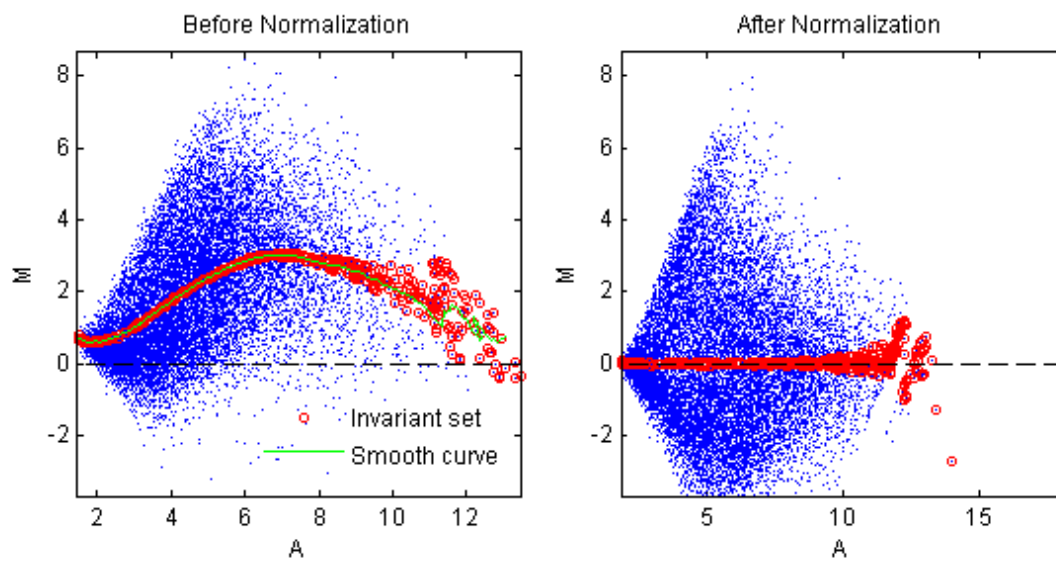 Before Normalization
8
6
4
2
0
-2
M
2 4 6 8 10 12
A
Invariant set
Smooth curve
After Normalization
8
6
4
2
0
-2
M
5 10 15
A